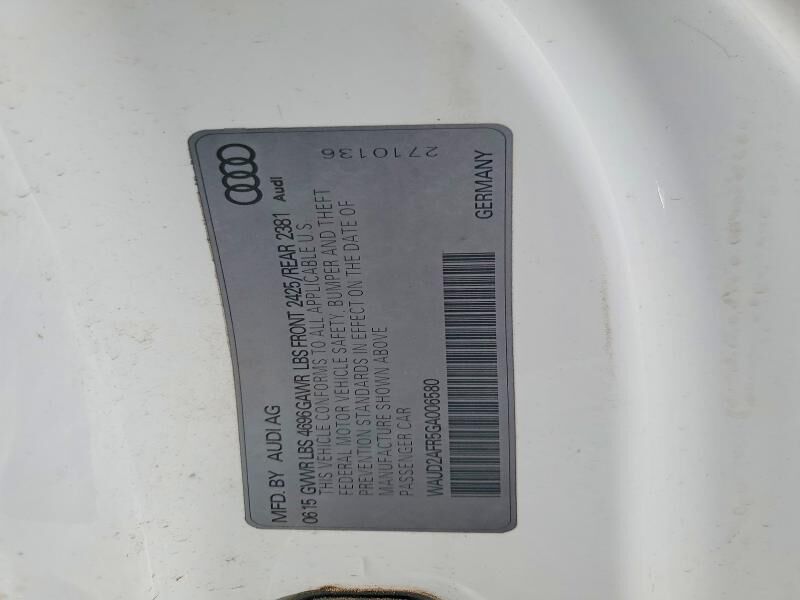 MFD. BY AUDI AG
0615 GVWR LBS 4696 GAWR LBS FRONT 2425/REAR 2381 Audi
THIS VEHICLE CONFORMS TO ALL APPLICABLE U.S.
FEDERAL MOTOR VEHICLE SAFETY, BUMPER AND THEFT
PREVENTION STANDARDS IN EFFECT ON THE DATE OF
MANUFACTURE SHOWN ABOVE
PASSENGER CAR
2710136
WAUD2AFR5GA006580
GERMANY